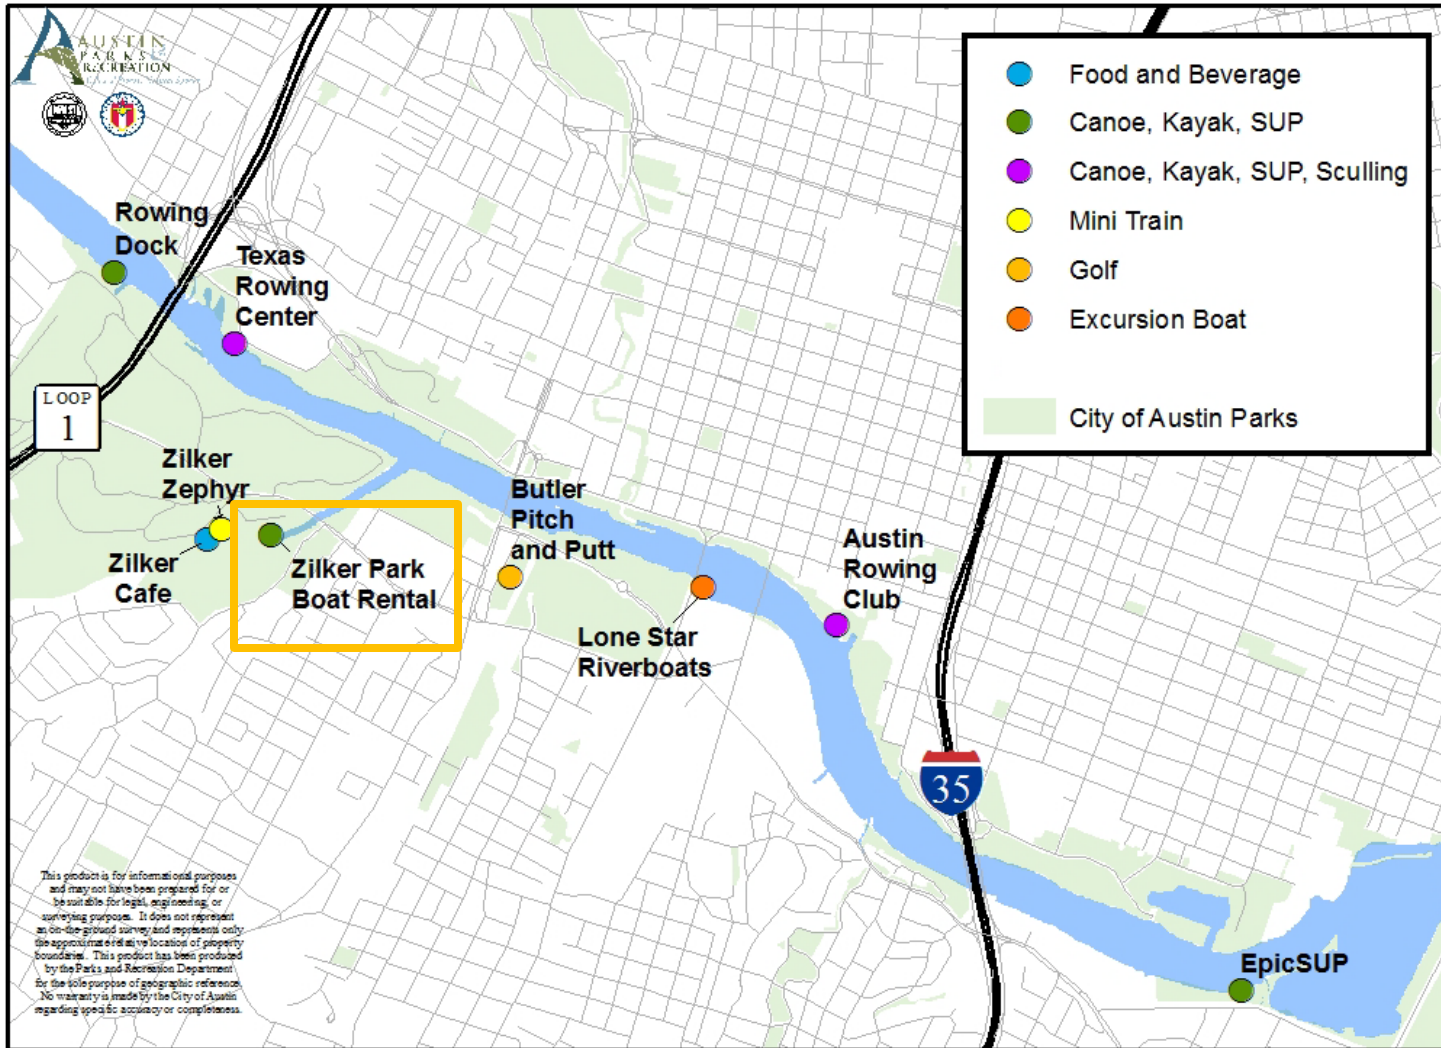 AUSTIN
PARKS
RECREATION
Food and Beverage
Canoe, Kayak, SUP
Canoe, Kayak, SUP, Sculling
Mini Train
Golf
Excursion Boat
City of Austin Parks
Rowing
Dock
Texas
Rowing
Center
LOOP
1
Zilker
Zephyr
Zilker
Cafe
Zilker Park
Boat Rental
Butler
Pitch
and Putt
Lone Star
Riverboats
Austin
Rowing
Club
35
EpicSUP
This product is for informational purposes
and may not have been prepared for or
be suitable for legal, engineering, or
surveying purposes. It does not represent
an on-the-ground survey and represents only
the approximate relative location of property
boundaries. This product has been produced
by the Parks and Recreation Department
for the sole purpose of geographic reference.
No warranty is made by the City of Austin
regarding specific accuracy or completeness.